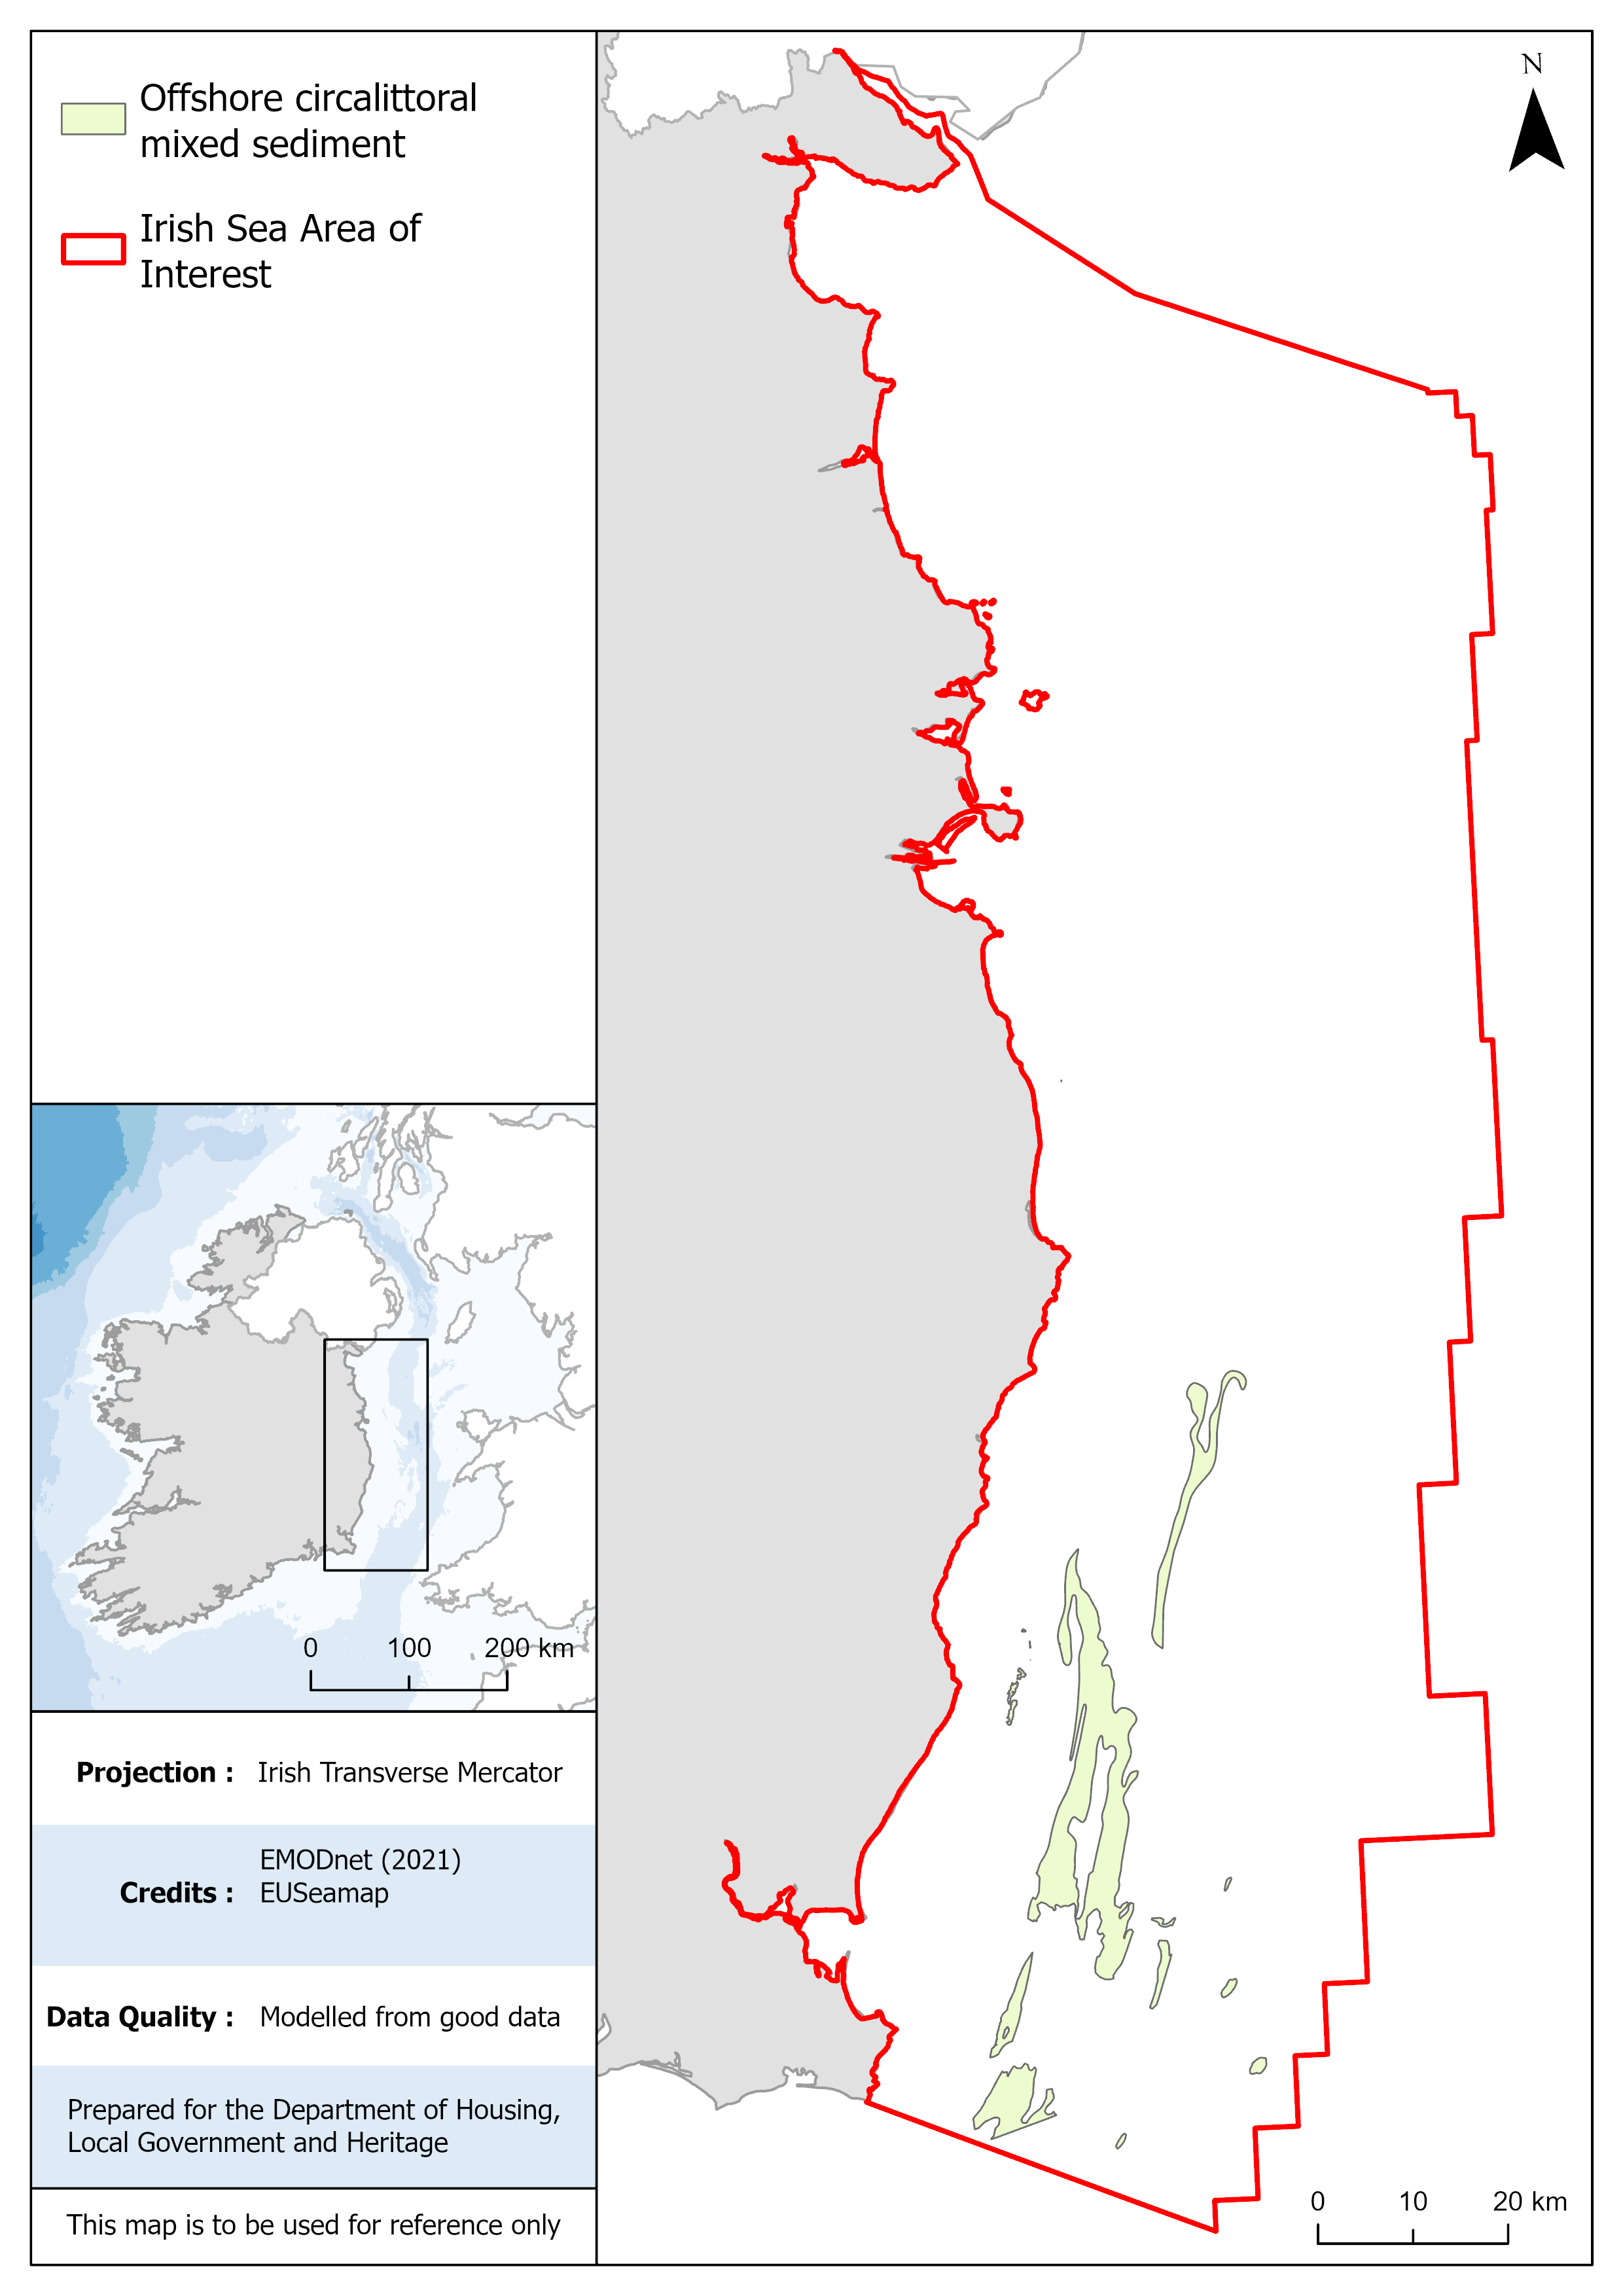 Offshore circalittoral
mixed sediment
Irish Sea Area of
Interest
N
0 100 200 km
Projection : Irish Transverse Mercator
EMODnet (2021)
Credits : EUSeamap
Data Quality : Modelled from good data
Prepared for the Department of Housing,
Local Government and Heritage
This map is to be used for reference only
0 10 20 km